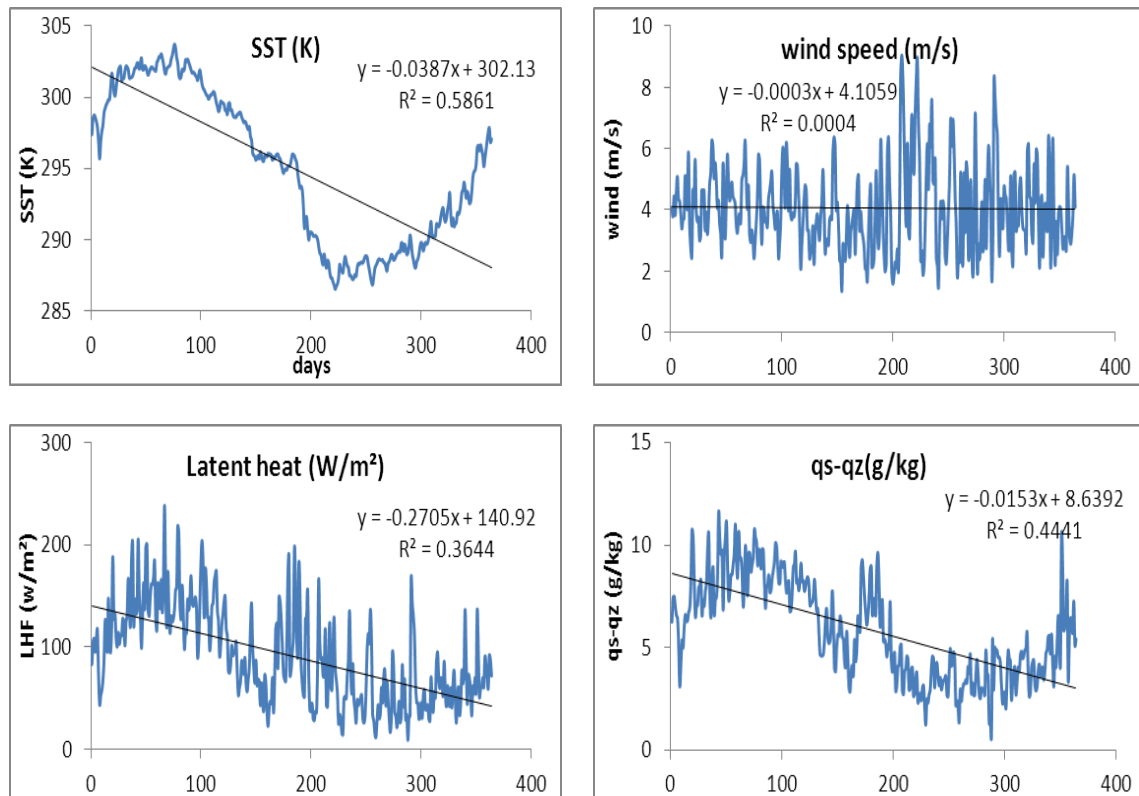 SST (K)
y = -0.0387x + 302.13
R² = 0.5861
SST (K)
305
300
295
290
285
0 100 200 300 400
days
wind speed (m/s)
y = -0.0003x + 4.1059
R² = 0.0004
wind (m/s)
10
8
6
4
2
0
0 100 200 300 400
Latent heat (W/m²)
y = -0.2705x + 140.92
R² = 0.3644
LHF (w/m²)
300
200
100
0
0 100 200 300 400
qs-qz(g/kg)
y = -0.0153x + 8.6392
R² = 0.4441
qs-qz (g/kg)
15
10
5
0
0 100 200 300 400